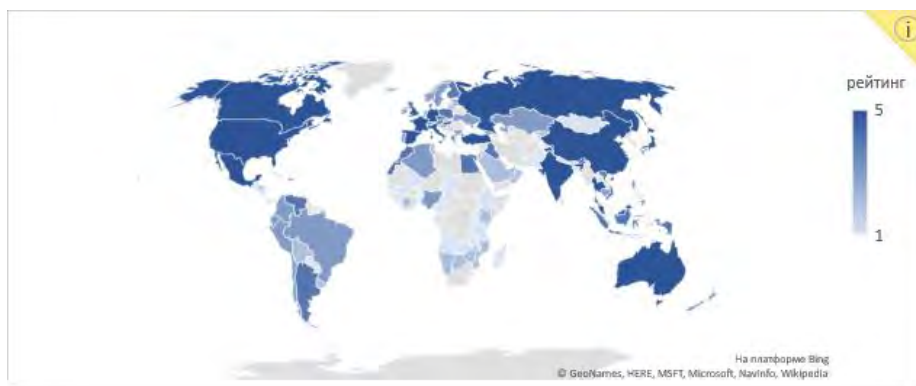 i
рейтинг
5
1
На платформе Bing
© GeoNames, HERE, MSFT, Microsoft, NavInfo, Wikipedia